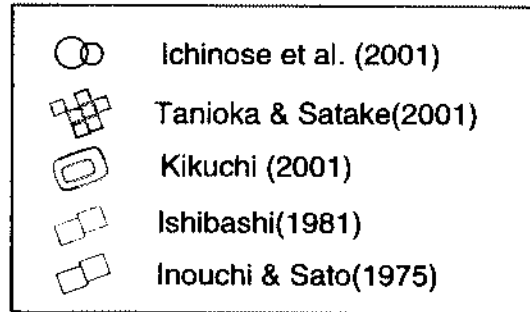 Ichinose et al. (2001)
Tanioka & Satake(2001)
Kikuchi (2001)
Ishibashi(1981)
Inouchi & Sato(1975)